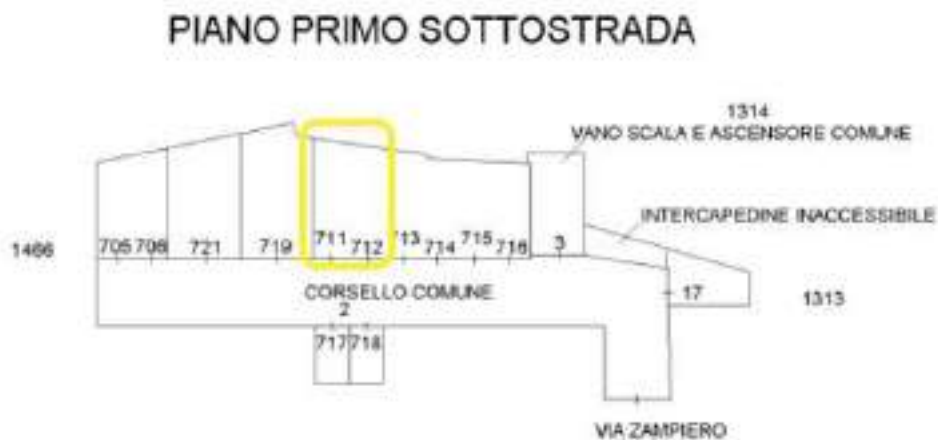 PIANO PRIMO SOTTOSTRADA
1314
VANO SCALA E ASCENSORE COMUNE
INTERCAPEDINE INACCESSIBILE
1466 705 706 721 719 711 712 713 714 715 716 3
CORSELLO COMUNE 17 1313
2
717 718
VIA ZAMPIERO